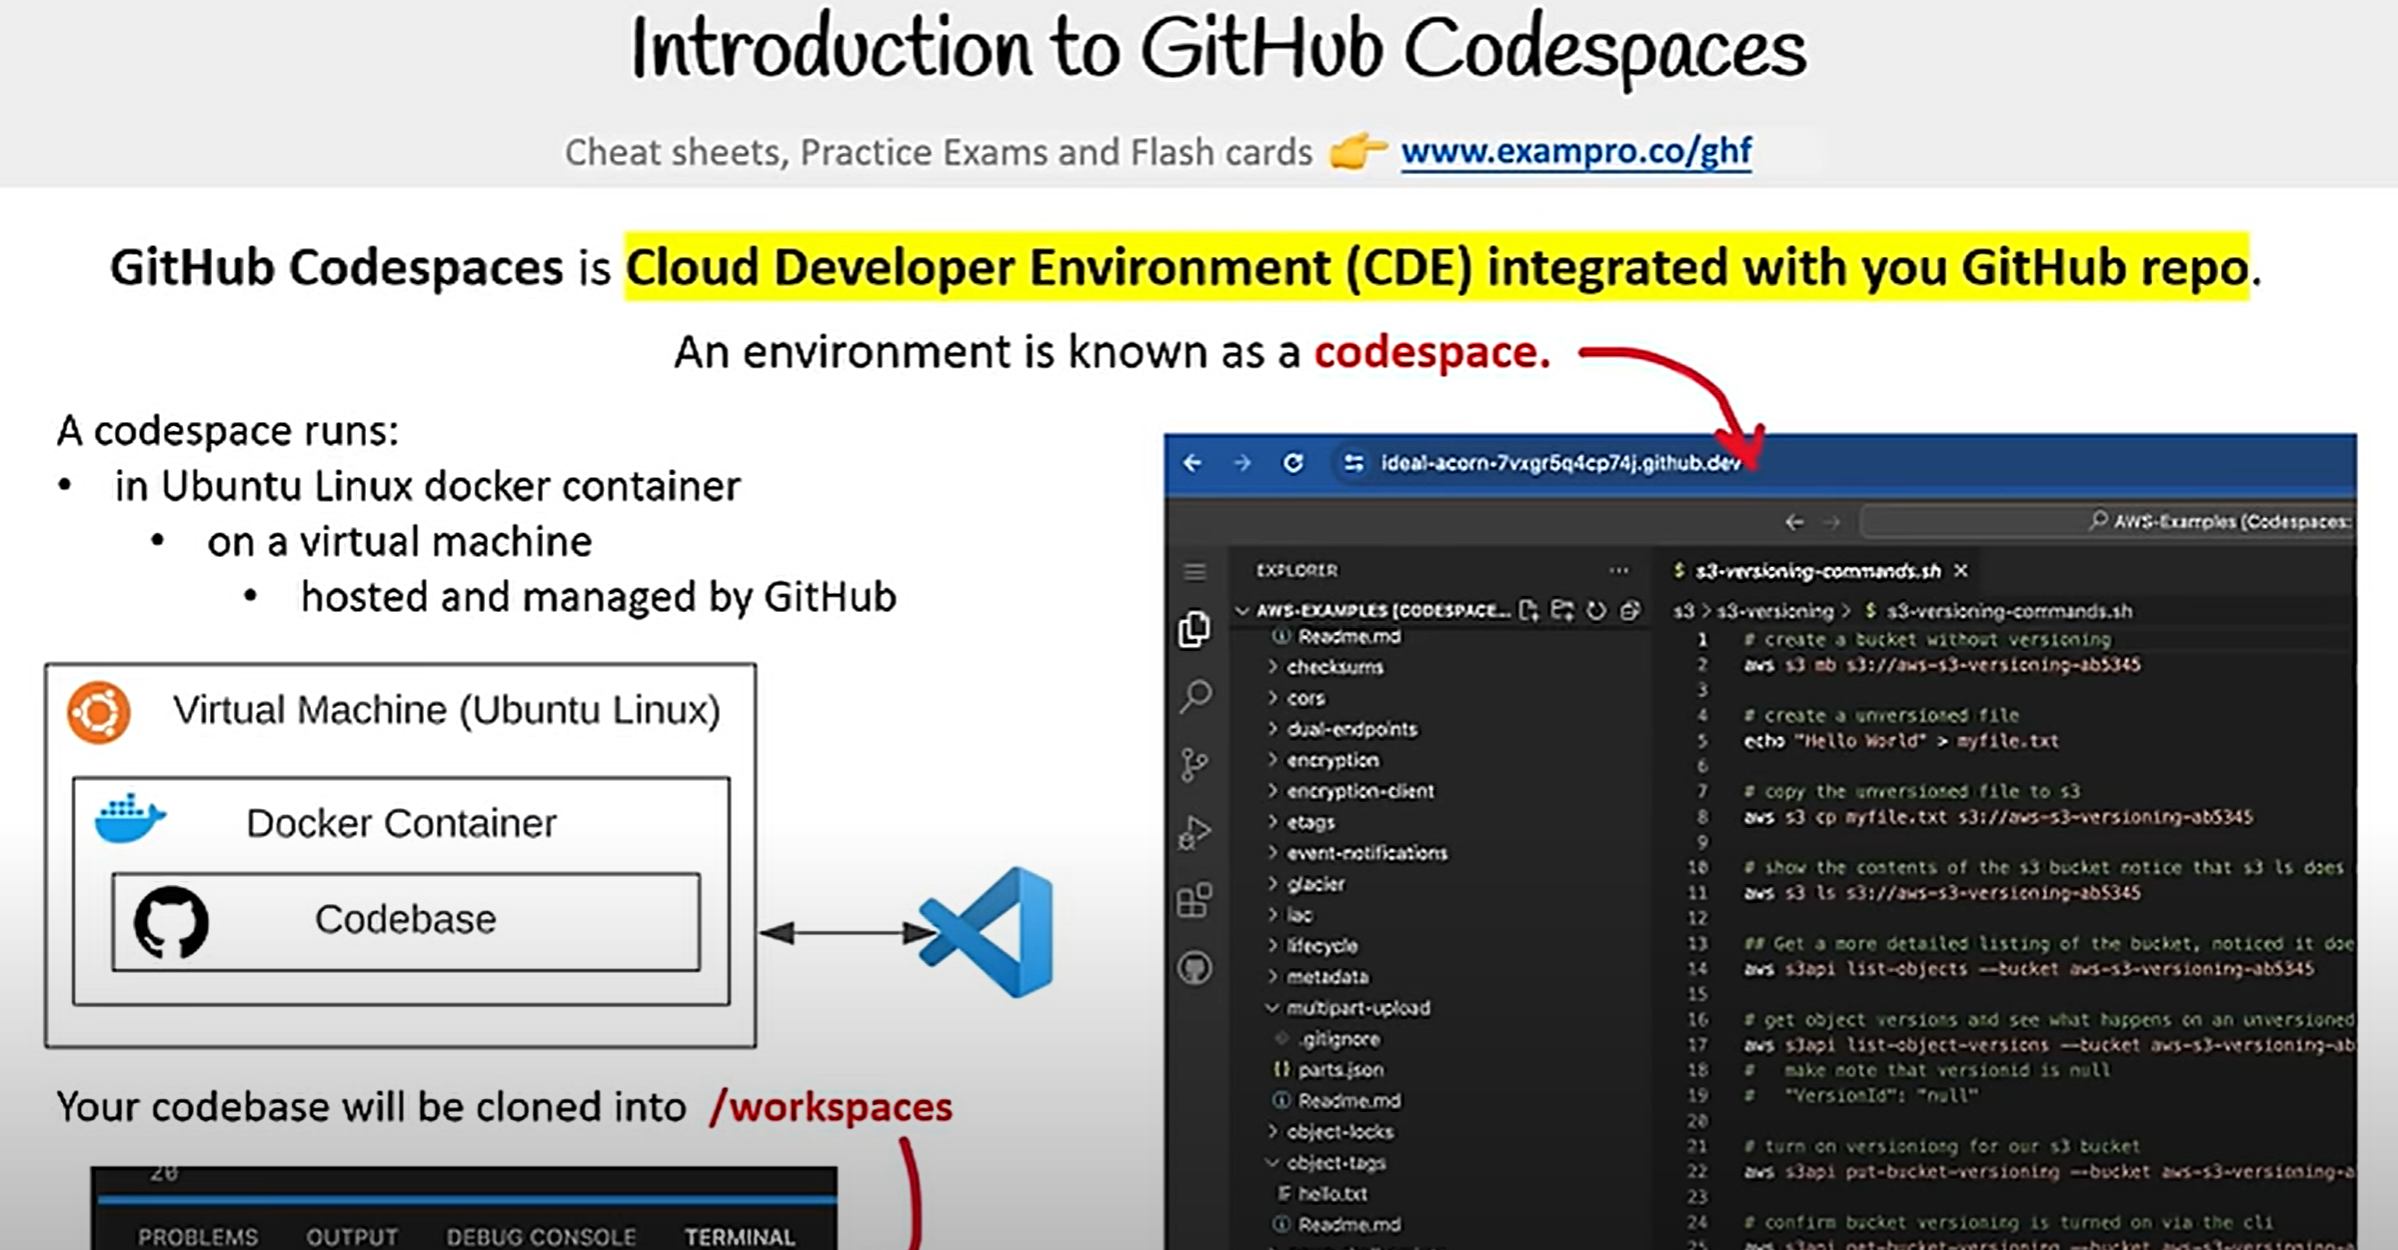 Introduction to GitHub Codespaces
Cheat sheets, Practice Exams and Flash cards 👉 www.exampro.co/ghf
GitHub Codespaces is Cloud Developer Environment (CDE) integrated with you GitHub repo.
An environment is known as a codespace.
A codespace runs:
• in Ubuntu Linux docker container
• on a virtual machine
• hosted and managed by GitHub
Virtual Machine (Ubuntu Linux)
Docker Container
Codebase
Your codebase will be cloned into /workspaces
20
PROBLEMS OUTPUT DEBUG CONSOLE TERMINAL
ideal-acorn-7vxgr5q4cp74j.github.dev
AWS-Examples [Codespaces:
EXPLORER
AWS-EXAMPLES [CODESPACE...
Readme.md
checksums
cors
dual-endpoints
encryption
encryption-client
etags
event-notifications
glacier
iac
lifecycle
metadata
multipart-upload
.gitignore
parts.json
Readme.md
object-locks
object-tags
hello.txt
Readme.md
$ s3-versioning-commands.sh ×
s3 > s3-versioning > $ s3-versioning-commands.sh
1 # create a bucket without versioning
2 aws s3 mb s3://aws-s3-versioning-ab5345
3
4 # create a unversioned file
5 echo "Hello World" > myfile.txt
6
7 # copy the unversioned file to s3
8 aws s3 cp myfile.txt s3://aws-s3-versioning-ab5345
9
10 # show the contents of the s3 bucket notice that s3 ls does
11 aws s3 ls s3://aws-s3-versioning-ab5345
12
13 ## Get a more detailed listing of the bucket, noticed it doe
14 aws s3api list-objects --bucket aws-s3-versioning-ab5345
15
16 # get object versions and see what happens on an unversioned
17 aws s3api list-object-versions --bucket aws-s3-versioning-ab
18 # make note that versionid is null
19 # "VersionId": "null"
20
21 # turn on versioniong for our s3 bucket
22 aws s3api put-bucket-versioning --bucket aws-s3-versioning-a
23
24 # confirm bucket versioning is turned on via the cli